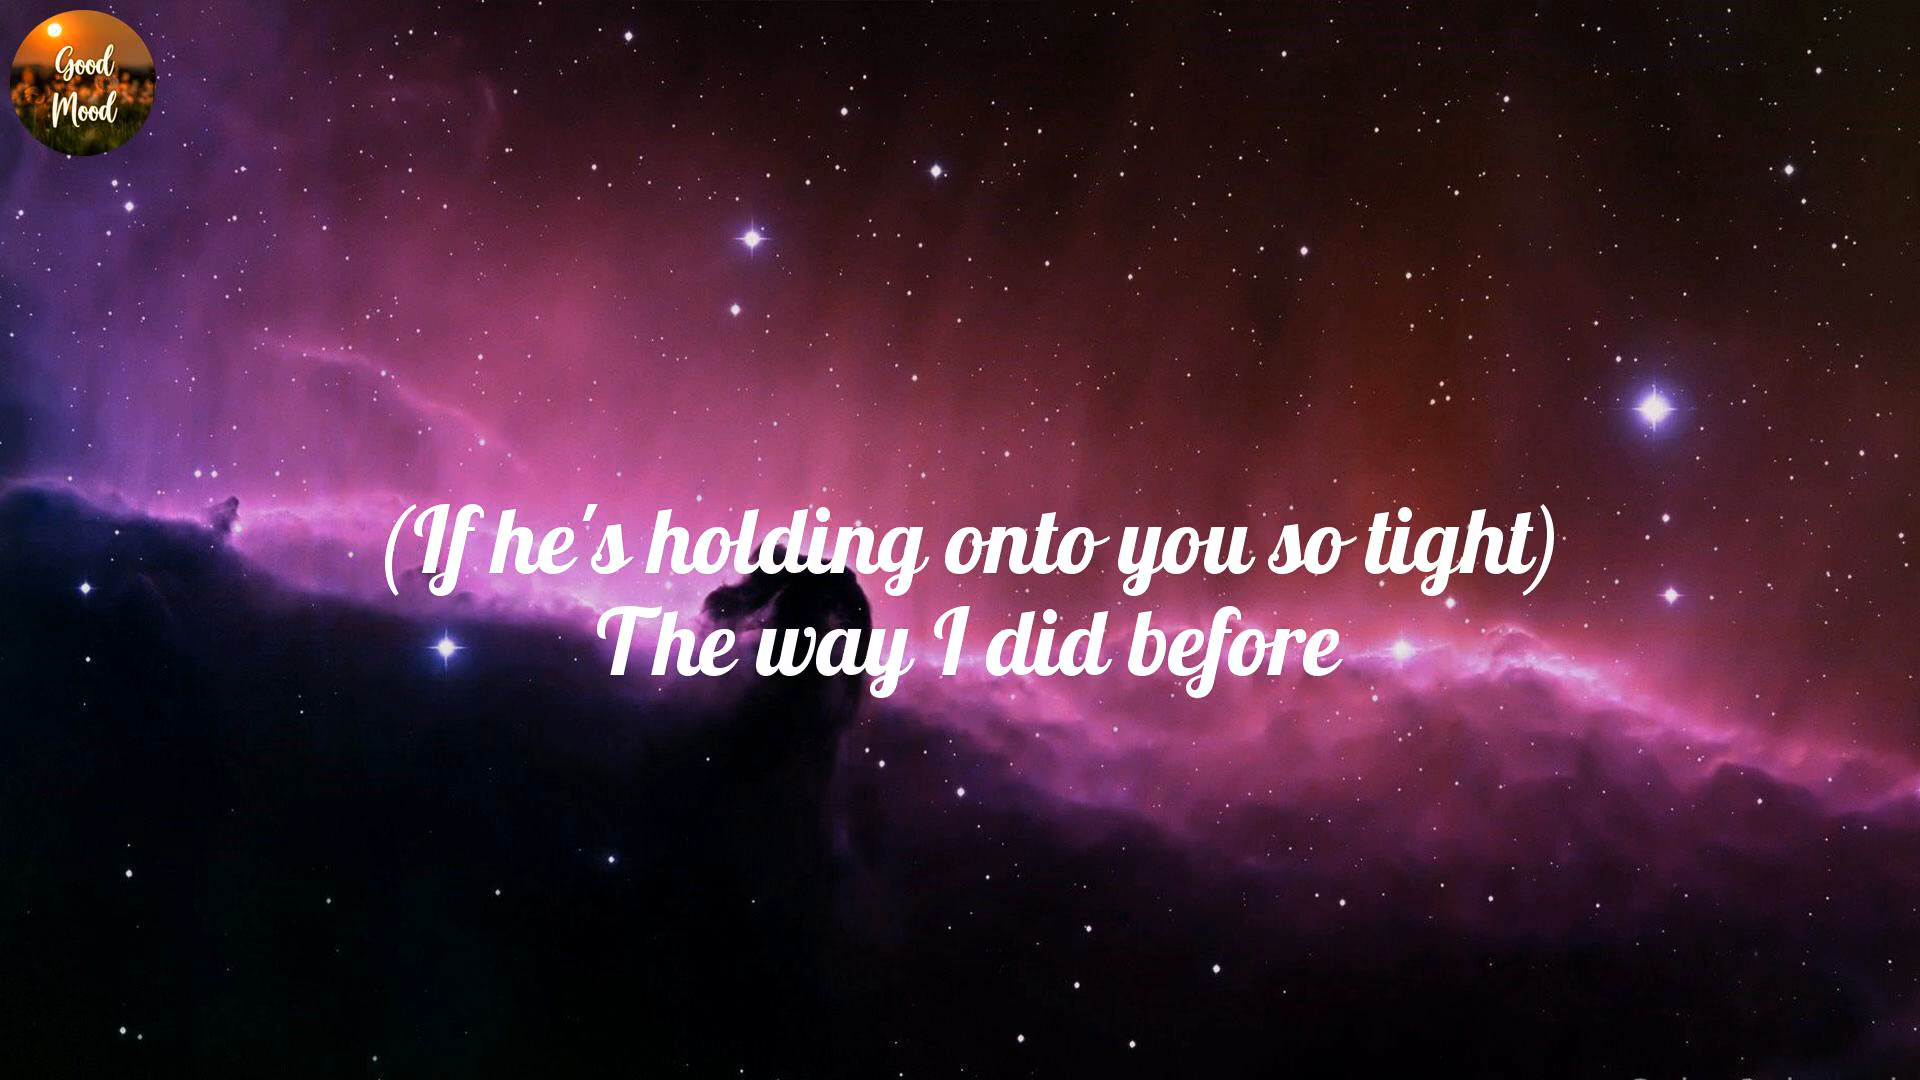 Good
Mood
(If he's holding onto you so tight)
The way I did before